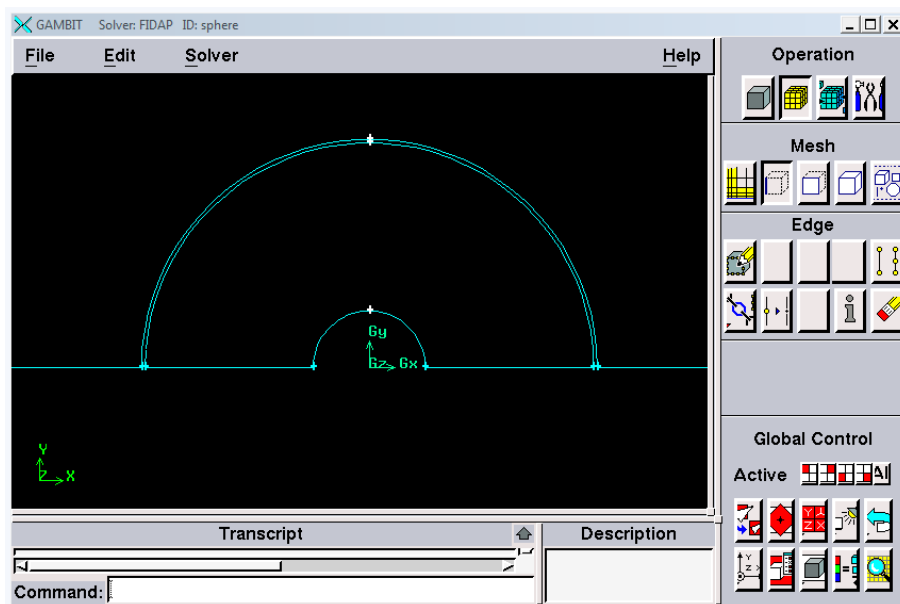 GAMBIT Solver: FIDAP ID: sphere
File Edit Solver Help
Operation
Mesh
Edge
Gy
Gz Gx
Y
Z X
Global Control
Active All
Transcript Description
Command: